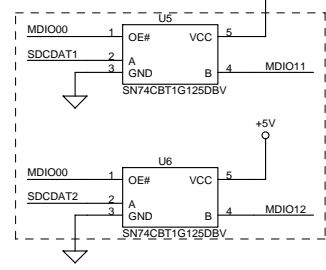 U5
MDIO00 1 OE# VCC 5
SDCDAT1 2 A
3 GND B 4 MDIO11
SN74CBT1G125DBV
+5V
U6
MDIO00 1 OE# VCC 5
SDCDAT2 2 A
3 GND B 4 MDIO12
SN74CBT1G125DBV